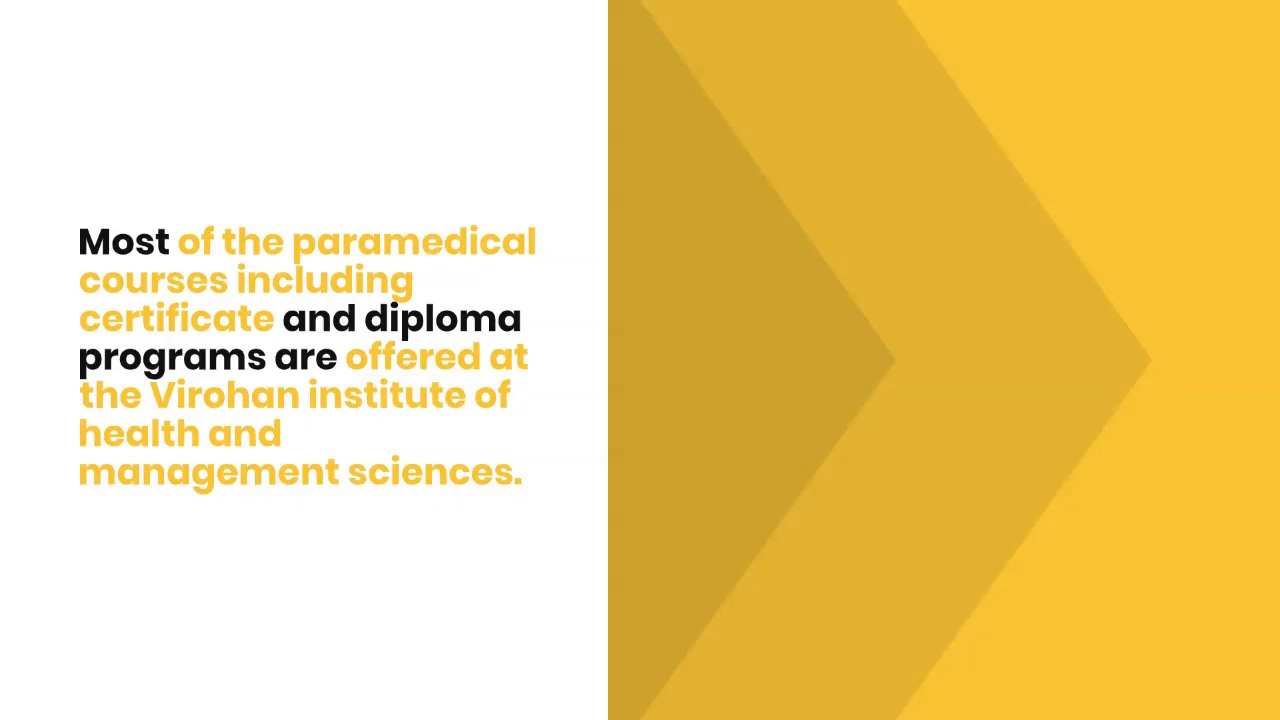 Most of the paramedical
courses including
certificate and diploma
programs are offered at
the Virohan institute of
health and
management sciences.